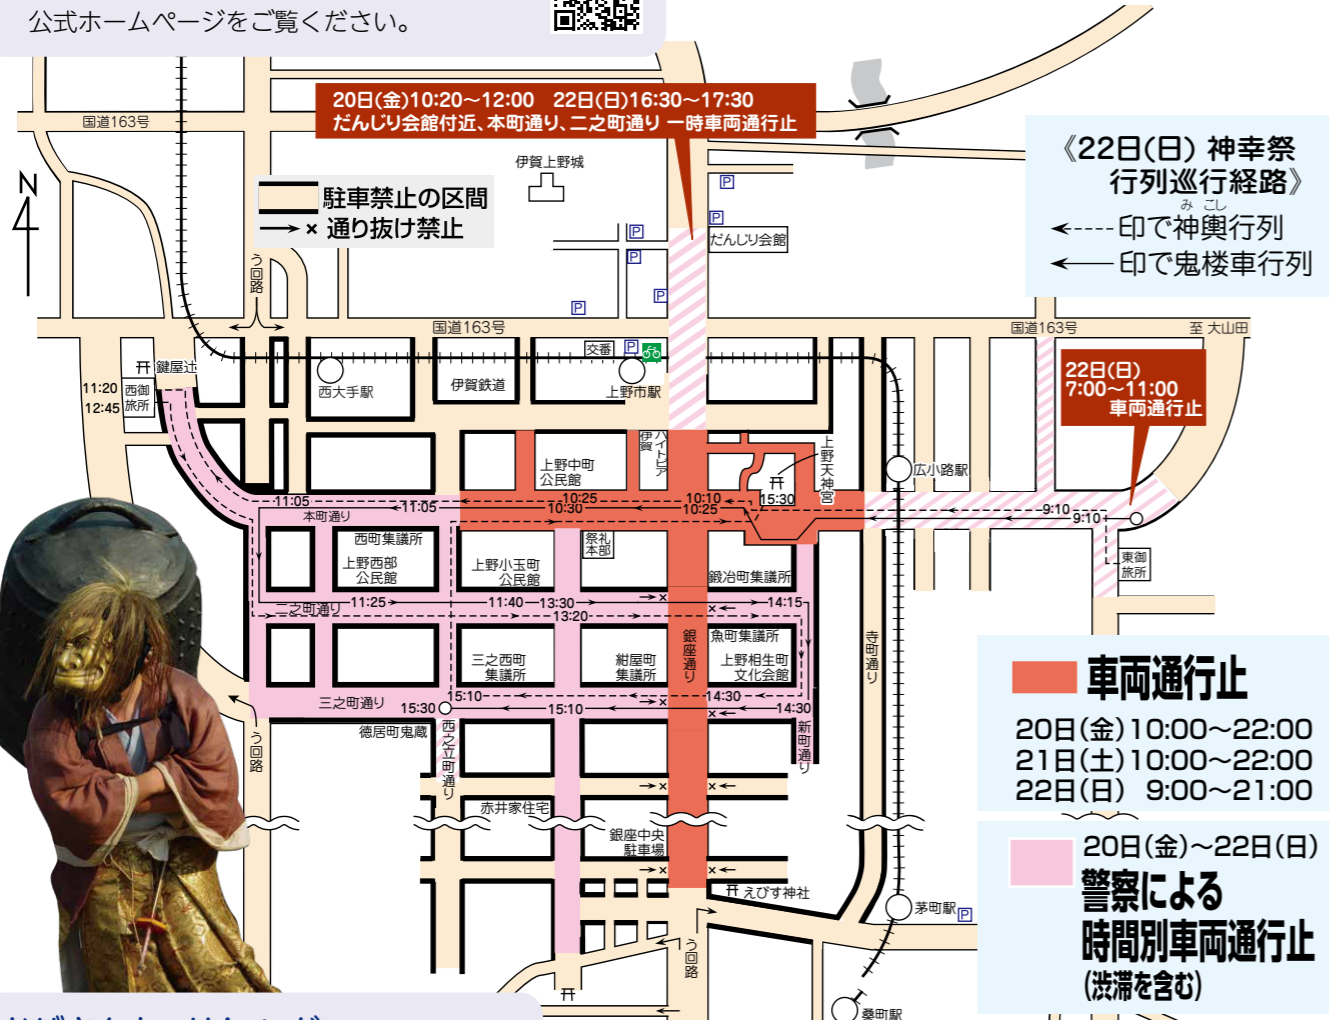 公式ホームページをご覧ください。
20日(金)10:20〜12:00 22日(日)16:30〜17:30
だんじり会館付近、本町通り、二之町通り 一時車両通行止
国道163号
N
駐車禁止の区間
→× 通り抜け禁止
伊賀上野城
P
P
P
P
P
P
だんじり会館
《22日(日) 神幸祭
行列巡行経路》
みこし
印で神輿行列
印で鬼楼車行列
う回路
国道163号
国道163号
至 大山田
交番
P
鍵屋辻
西大手駅
伊賀鉄道
上野市駅
22日(日)
7:00〜11:00
車両通行止
11:20
12:45
西御
旅所
上野中町
公民館
ハイトピア
伊賀
上野天神宮
広小路駅
15:30
11:05
11:05
10:25
10:30
10:10
10:25
9:10
9:10
本町通り
西町集議所
上野西部
公民館
上野小玉町
公民館
祭礼
本部
鍛冶町集議所
東御
旅所
二之町通り
11:25
11:40
13:30
13:20
14:15
魚町集議所
銀座通り
寺町通り
三之西町
集議所
紺屋町
集議所
上野相生町
文化会館
三之町通り
15:10
15:30
15:10
14:30
14:30
徳居町鬼蔵
西之立町通り
新町通り
う回路
赤井家住宅
銀座中央
駐車場
えびす神社
茅町駅
P
う回路
桑町駅
車両通行止
20日(金)10:00〜22:00
21日(土)10:00〜22:00
22日(日) 9:00〜21:00
20日(金)〜22日(日)
警察による
時間別車両通行止
(渋滞を含む)